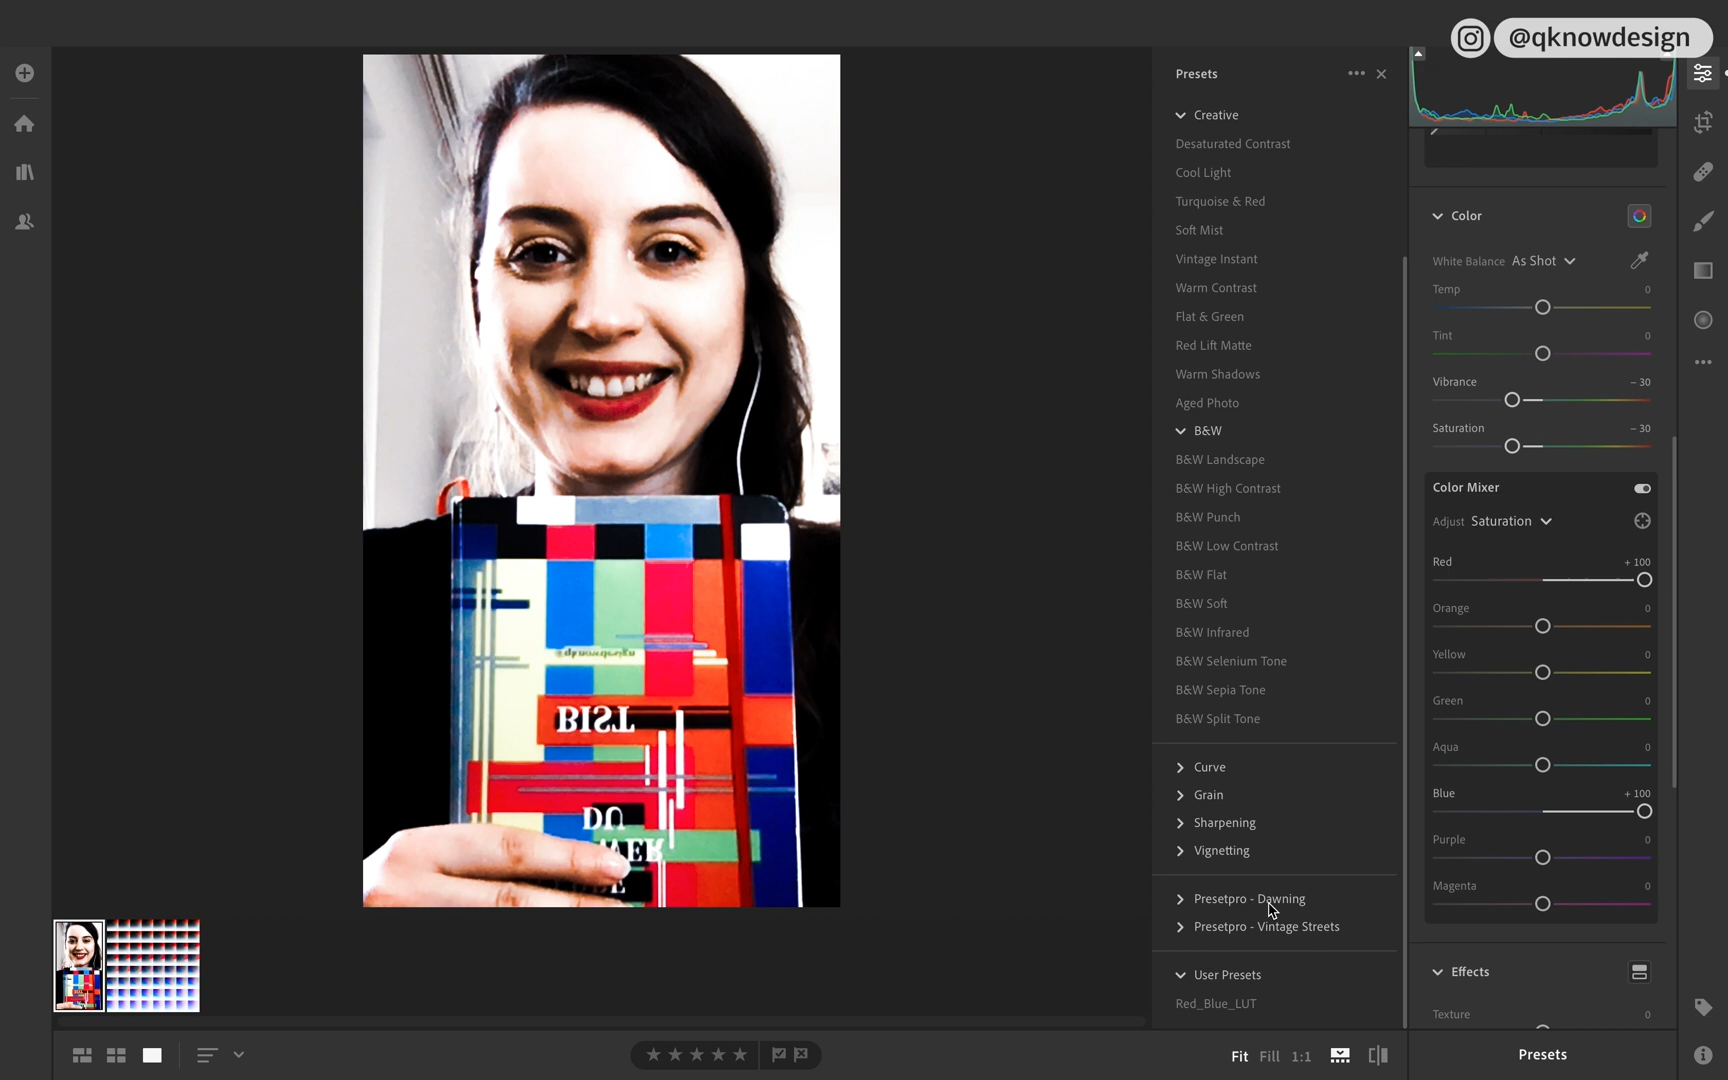 @qknowdesign
Presets
Creative
Desaturated Contrast
Cool Light
Turquoise & Red
Soft Mist
Vintage Instant
Warm Contrast
Flat & Green
Red Lift Matte
Warm Shadows
Aged Photo
B&W
B&W Landscape
B&W High Contrast
B&W Punch
B&W Low Contrast
B&W Flat
B&W Soft
B&W Infrared
B&W Selenium Tone
B&W Sepia Tone
B&W Split Tone
Curve
Grain
Sharpening
Vignetting
Presetpro - Dawning
Presetpro - Vintage Streets
User Presets
Red_Blue_LUT
Color
White Balance As Shot
Temp 0
Tint 0
Vibrance – 30
Saturation – 30
Color Mixer
Adjust Saturation
Red + 100
Orange 0
Yellow 0
Green 0
Aqua 0
Blue + 100
Purple 0
Magenta 0
Effects
Texture 0
BIST
DU
Fit Fill 1:1
Presets